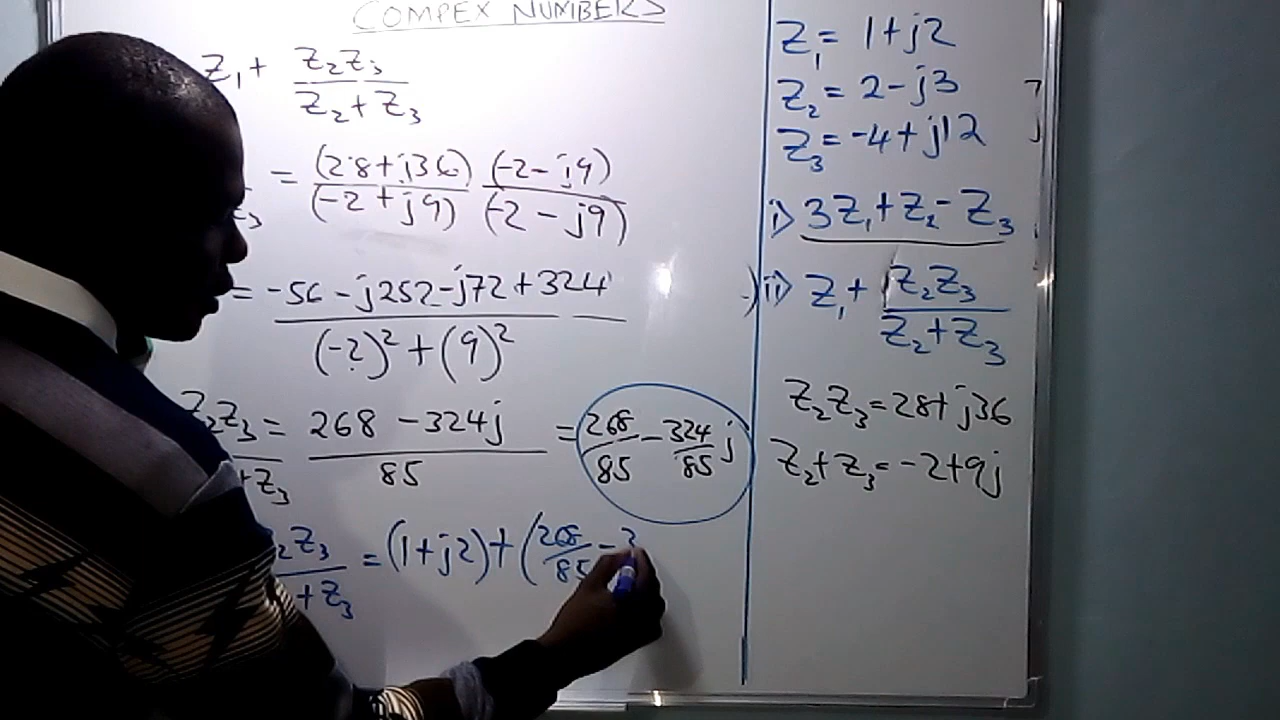 COMPEX NUMBERS
Z₁ + Z₂Z₃ / Z₂ + Z₃
= (28 + j36) (-2 - j9) / (-2 + j9) (-2 - j9)
= -56 - j252 - j72 + 324 / (-2)² + (9)²
Z₂Z₃ / + Z₃ = 268 - 324j / 85 = 268/85 - 324/85 j
Z₃ / + Z₃ = (1 + j2) + (268/85 -
Z₁ = 1 + j2
Z₂ = 2 - j3
Z₃ = -4 + j12
i> 3Z₁ + Z₂ - Z₃
ii> Z₁ + Z₂Z₃ / Z₂ + Z₃
Z₂Z₃ = 28 + j36
Z₂ + Z₃ = -2 + 9j